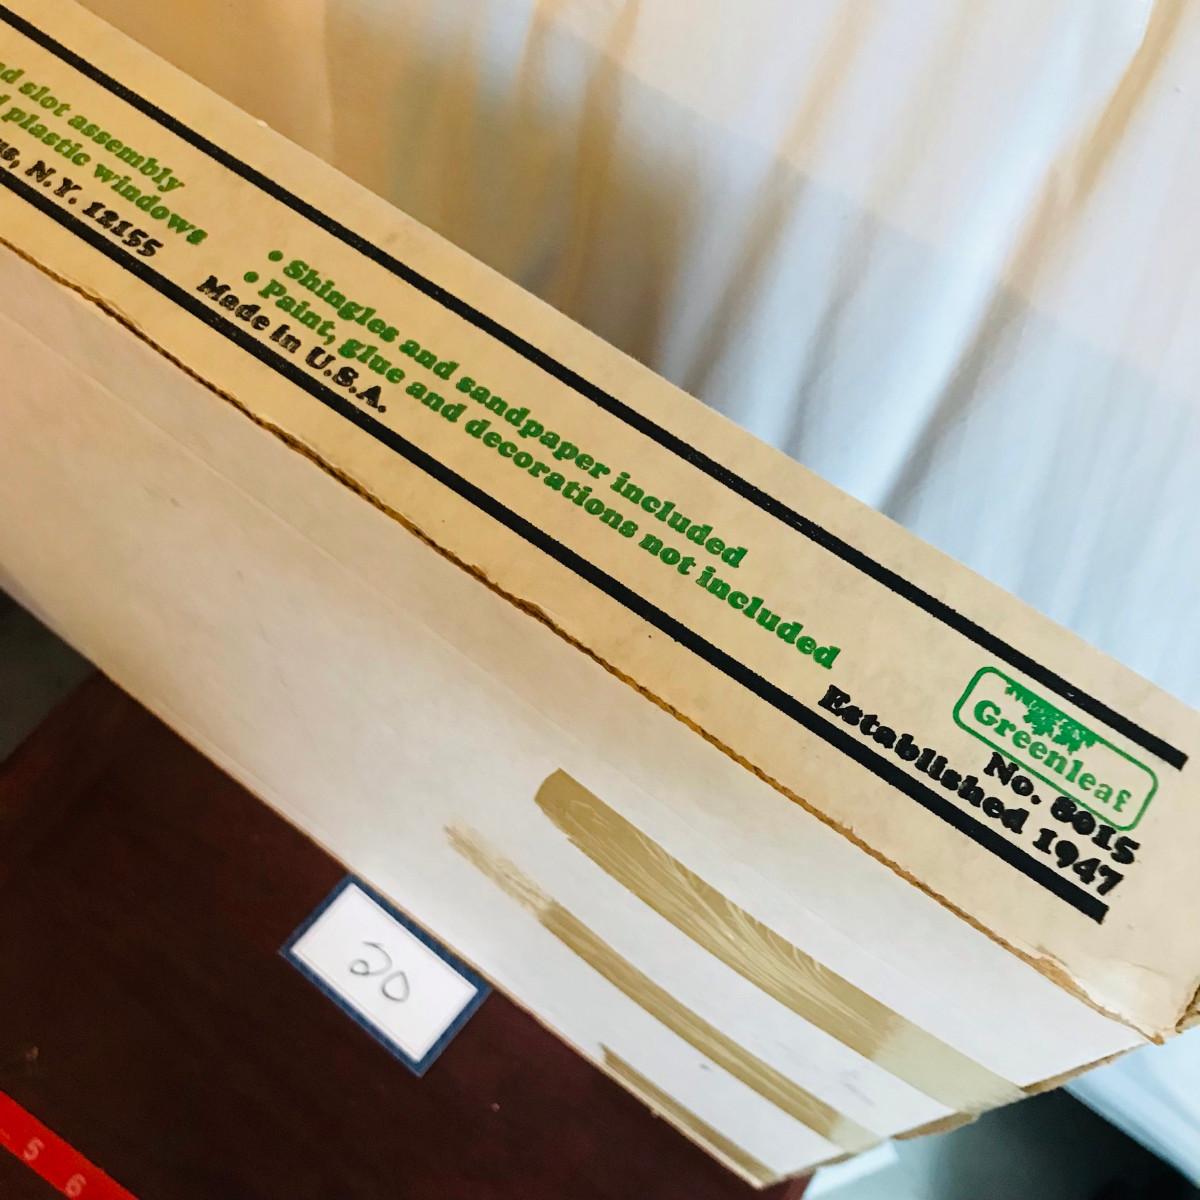 slot assembly
plastic windows
N.Y. 12155
• Shingles and sandpaper included
• Paint, glue and decorations not included
Made in U.S.A.
Greenleaf
No. 8015
Established 1947
20
5 6